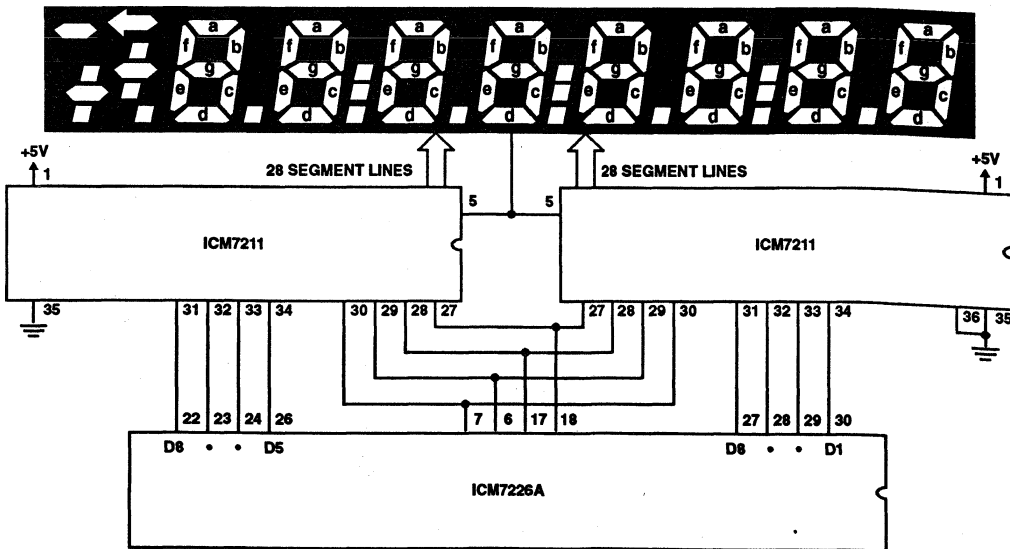 a a a a a a a a
f b f b f b f b f b f b f b f b
g g g g g g g g
e c e c e c e c e c e c e c e c
d d d d d d d d
+5V
1
28 SEGMENT LINES
28 SEGMENT LINES
+5V
1
5
5
ICM7211
ICM7211
35
31 32 33 34
30 29 28 27
27 28 29 30
31 32 33 34
36 35
22 23 24 26
7 6 17 18
27 28 29 30
D8 • • D5
D8 • • D1
ICM7226A